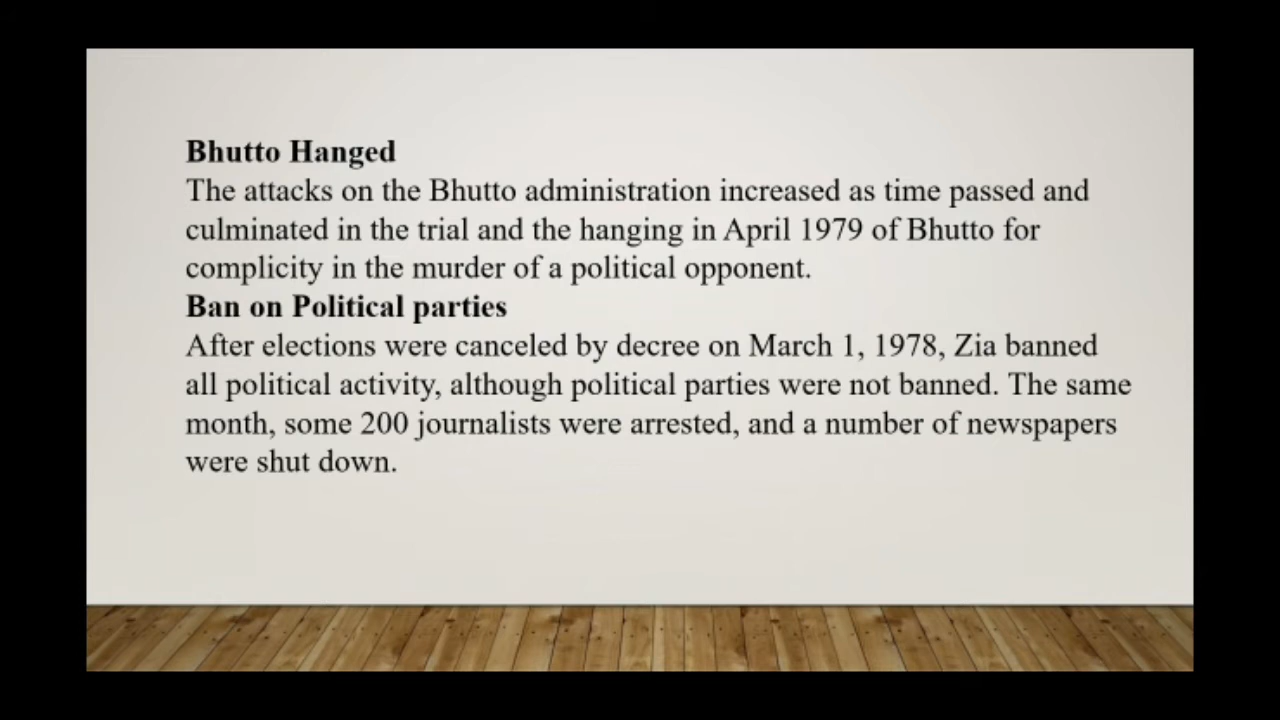 Bhutto Hanged
The attacks on the Bhutto administration increased as time passed and
culminated in the trial and the hanging in April 1979 of Bhutto for
complicity in the murder of a political opponent.
Ban on Political parties
After elections were canceled by decree on March 1, 1978, Zia banned
all political activity, although political parties were not banned. The same
month, some 200 journalists were arrested, and a number of newspapers
were shut down.